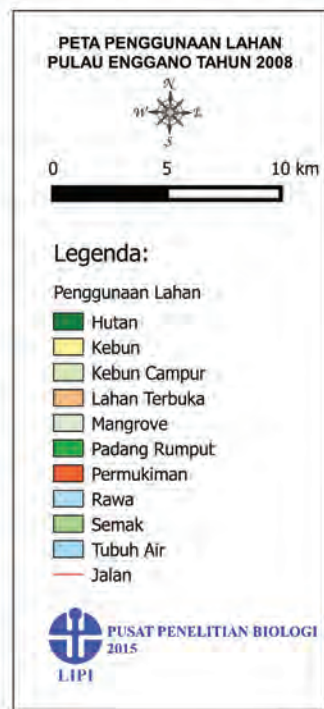 PETA PENGGUNAAN LAHAN
PULAU ENGGANO TAHUN 2008
N
W E
S
0 5 10 km
Legenda:
Penggunaan Lahan
Hutan
Kebun
Kebun Campur
Lahan Terbuka
Mangrove
Padang Rumput
Permukiman
Rawa
Semak
Tubuh Air
Jalan
PUSAT PENELITIAN BIOLOGI
2015
LIPI